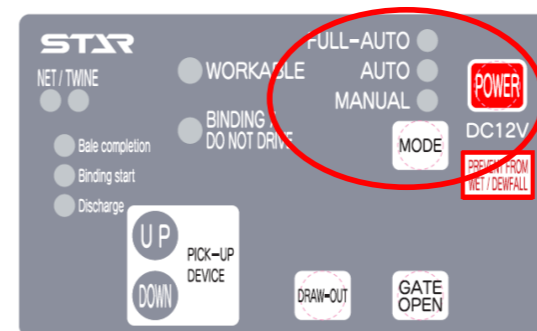 STAR
NET / TWINE
WORKABLE
BINDING /
DO NOT DRIVE
Bale completion
Binding start
Discharge
FULL-AUTO
AUTO
MANUAL
MODE
POWER
DC12V
PREVENT FROM
WET / DEWFALL
UP
DOWN
PICK-UP
DEVICE
DRAW-OUT
GATE
OPEN